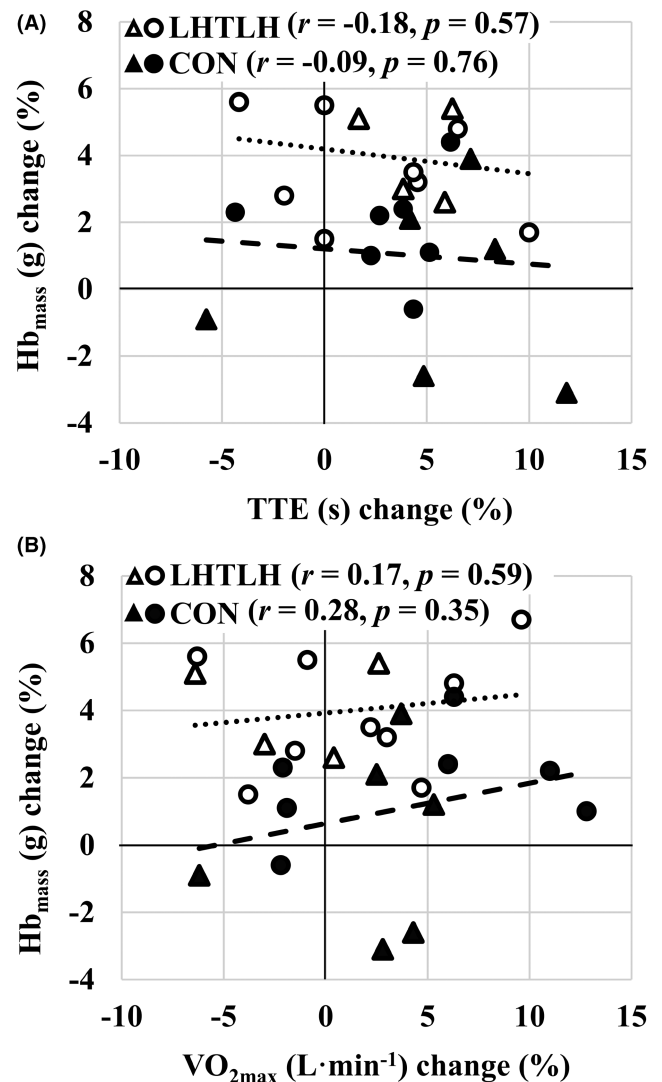 (A)
LHTLH (r = -0.18, p = 0.57)
CON (r = -0.09, p = 0.76)
8
6
4
2
0
-2
-4
Hbmass (g) change (%)
-10 -5 0 5 10 15
TTE (s) change (%)
(B)
LHTLH (r = 0.17, p = 0.59)
CON (r = 0.28, p = 0.35)
8
6
4
2
0
-2
-4
Hbmass (g) change (%)
-10 -5 0 5 10 15
VO2max (L·min-1) change (%)